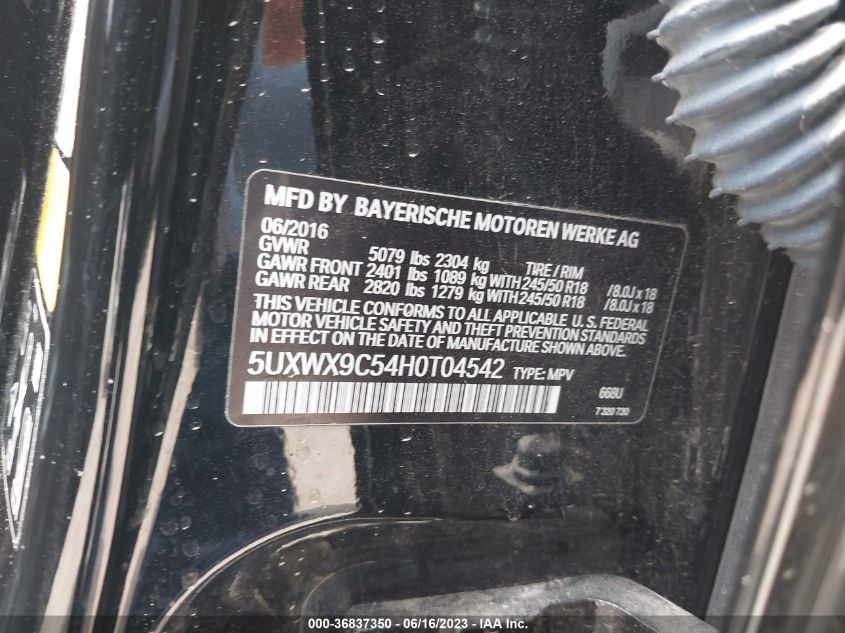 MFD BY BAYERISCHE MOTOREN WERKE AG
06/2016
GVWR 5079 lbs 2304 kg TIRE / RIM
GAWR FRONT 2401 lbs 1089 kg WITH 245/50 R18 /8.0J x 18
GAWR REAR 2820 lbs 1279 kg WITH 245/50 R18 /8.0J x 18
THIS VEHICLE CONFORMS TO ALL APPLICABLE U.S. FEDERAL
MOTOR VEHICLE SAFETY AND THEFT PREVENTION STANDARDS
IN EFFECT ON THE DATE OF MANUFACTURE SHOWN ABOVE.
5UXWX9C54H0T04542 TYPE: MPV
668U
7 320 730
000-36837350 - 06/16/2023 - IAA Inc.